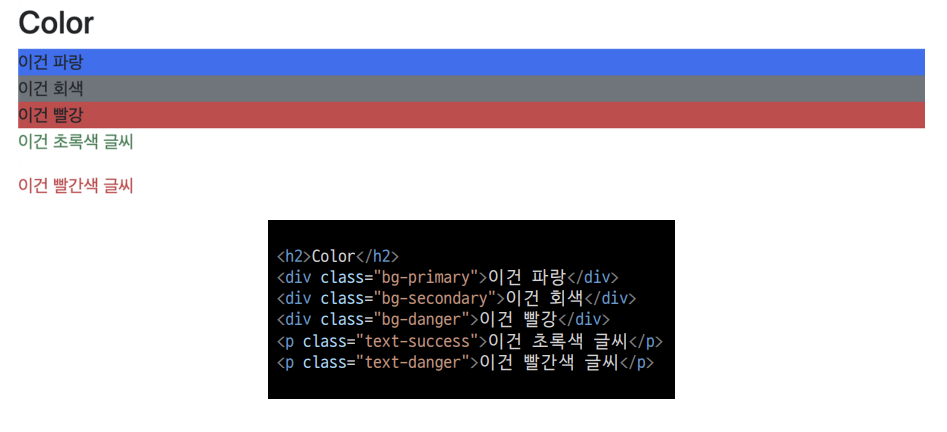 Color
이건 파랑
이건 회색
이건 빨강
이건 초록색 글씨
이건 빨간색 글씨
<h2>Color</h2>
<div class="bg-primary">이건 파랑</div>
<div class="bg-secondary">이건 회색</div>
<div class="bg-danger">이건 빨강</div>
<p class="text-success">이건 초록색 글씨</p>
<p class="text-danger">이건 빨간색 글씨</p>